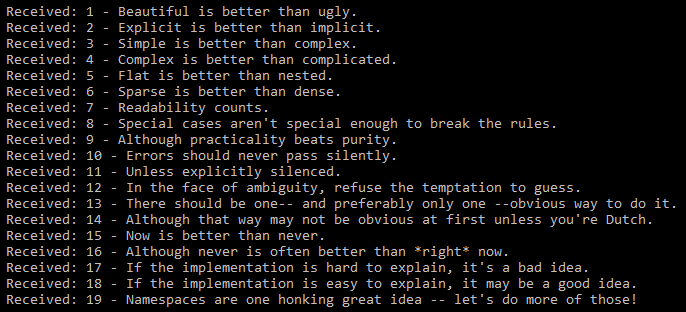 Received: 1 - Beautiful is better than ugly.
Received: 2 - Explicit is better than implicit.
Received: 3 - Simple is better than complex.
Received: 4 - Complex is better than complicated.
Received: 5 - Flat is better than nested.
Received: 6 - Sparse is better than dense.
Received: 7 - Readability counts.
Received: 8 - Special cases aren't special enough to break the rules.
Received: 9 - Although practicality beats purity.
Received: 10 - Errors should never pass silently.
Received: 11 - Unless explicitly silenced.
Received: 12 - In the face of ambiguity, refuse the temptation to guess.
Received: 13 - There should be one-- and preferably only one --obvious way to do it.
Received: 14 - Although that way may not be obvious at first unless you're Dutch.
Received: 15 - Now is better than never.
Received: 16 - Although never is often better than *right* now.
Received: 17 - If the implementation is hard to explain, it's a bad idea.
Received: 18 - If the implementation is easy to explain, it may be a good idea.
Received: 19 - Namespaces are one honking great idea -- let's do more of those!